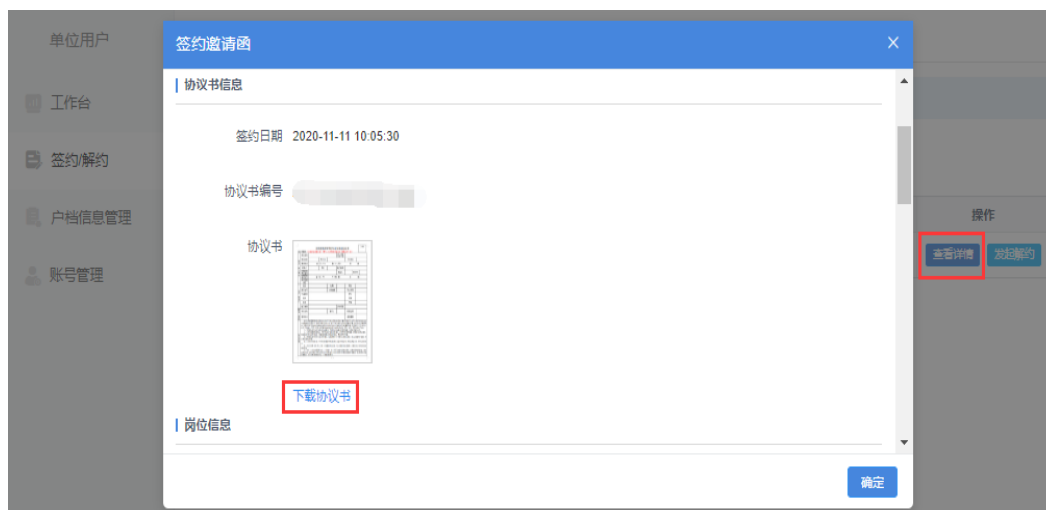 单位用户
工作台
签约/解约
户档信息管理
账号管理
签约邀请函
协议书信息
签约日期 2020-11-11 10:05:30
协议书编号
协议书
下载协议书
岗位信息
确定
操作
查看详情 发起解约